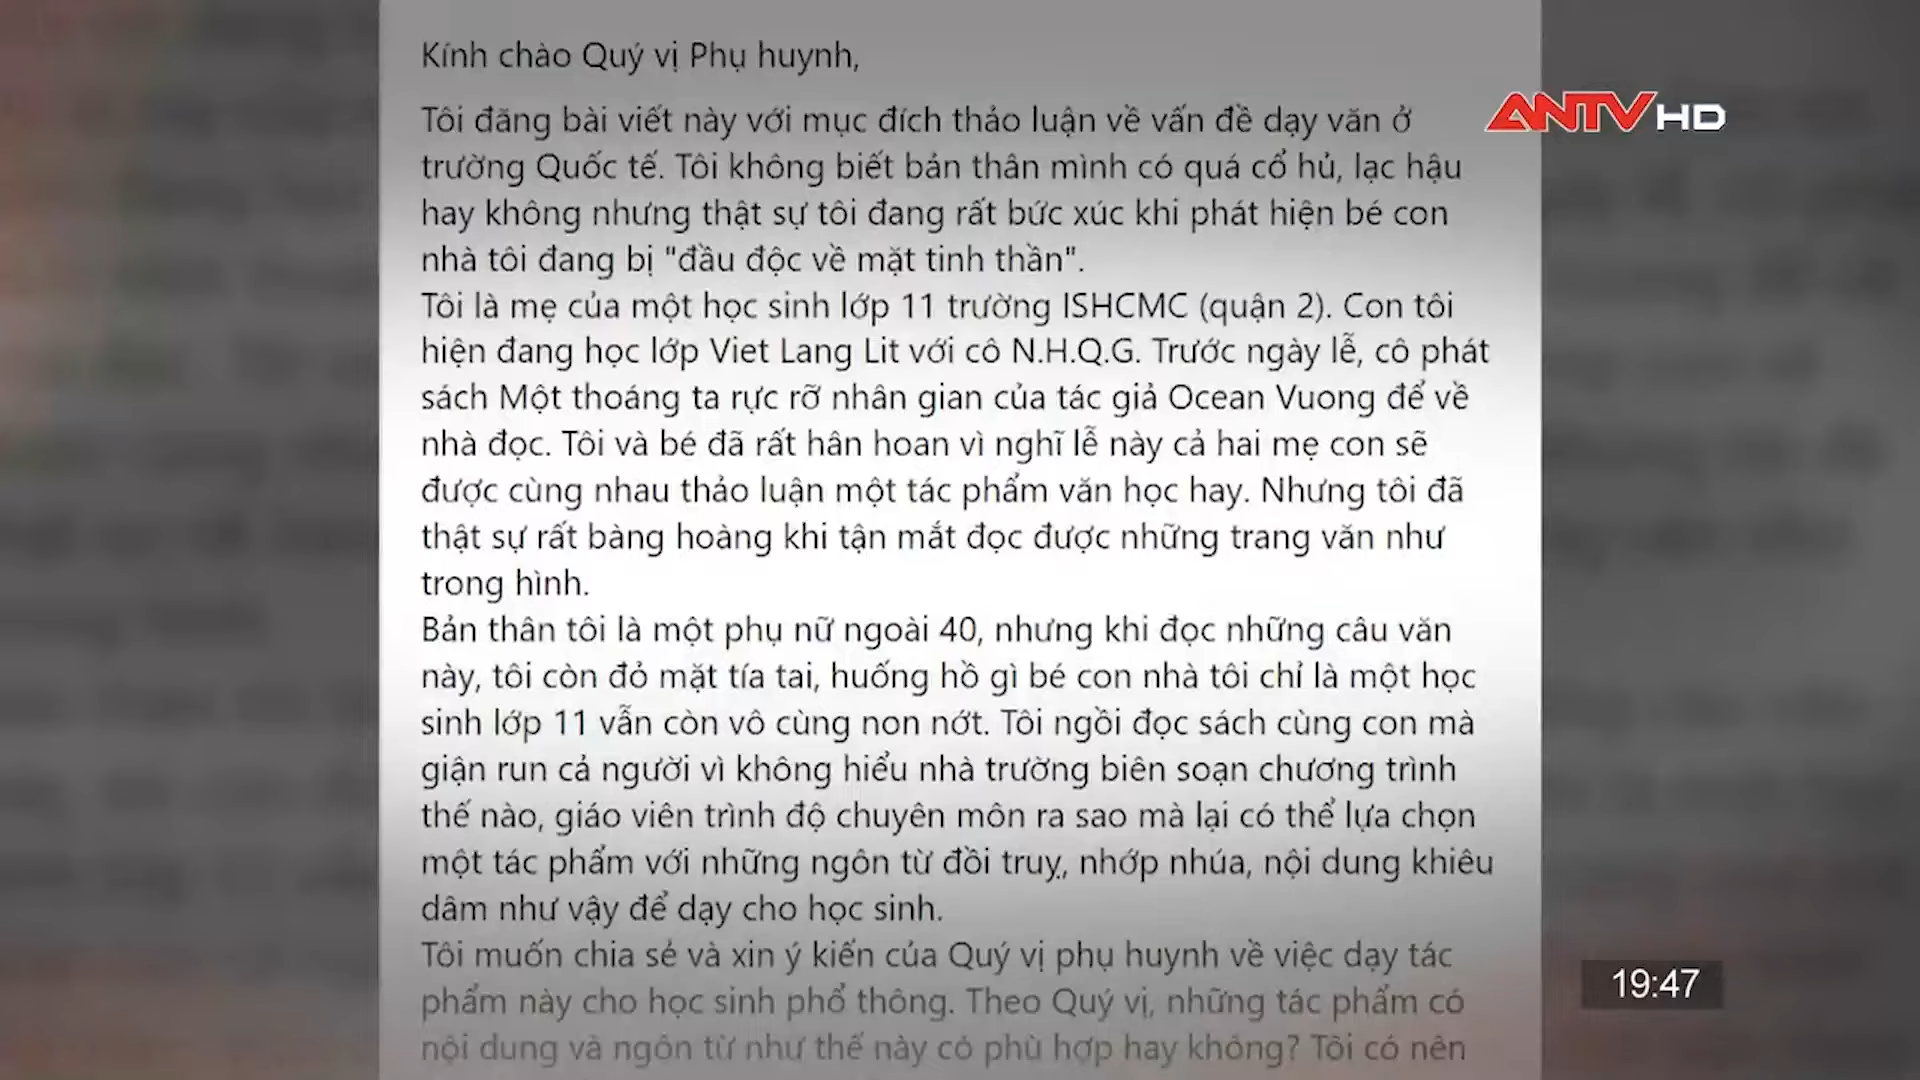 Kính chào Quý vị Phụ huynh,
Tôi đăng bài viết này với mục đích thảo luận về vấn đề dạy văn ở
trường Quốc tế. Tôi không biết bản thân mình có quá cổ hủ, lạc hậu
hay không nhưng thật sự tôi đang rất bức xúc khi phát hiện bé con
nhà tôi đang bị "đầu độc về mặt tinh thần".
Tôi là mẹ của một học sinh lớp 11 trường ISHCMC (quận 2). Con tôi
hiện đang học lớp Viet Lang Lit với cô N.H.Q.G. Trước ngày lễ, cô phát
sách Một thoáng ta rực rỡ nhân gian của tác giả Ocean Vuong để về
nhà đọc. Tôi và bé đã rất hân hoan vì nghĩ lễ này cả hai mẹ con sẽ
được cùng nhau thảo luận một tác phẩm văn học hay. Nhưng tôi đã
thật sự rất bàng hoàng khi tận mắt đọc được những trang văn như
trong hình.
Bản thân tôi là một phụ nữ ngoài 40, nhưng khi đọc những câu văn
này, tôi còn đỏ mặt tía tai, huống hồ gì bé con nhà tôi chỉ là một học
sinh lớp 11 vẫn còn vô cùng non nớt. Tôi ngồi đọc sách cùng con mà
giận run cả người vì không hiểu nhà trường biên soạn chương trình
thế nào, giáo viên trình độ chuyên môn ra sao mà lại có thể lựa chọn
một tác phẩm với những ngôn từ đồi truỵ, nhớp nhúa, nội dung khiêu
dâm như vậy để dạy cho học sinh.
Tôi muốn chia sẻ và xin ý kiến của Quý vị phụ huynh về việc dạy tác
phẩm này cho học sinh phổ thông. Theo Quý vị, những tác phẩm có
nội dung và ngôn từ như thế này có phù hợp hay không? Tôi có nên
ANTV HD
19:47